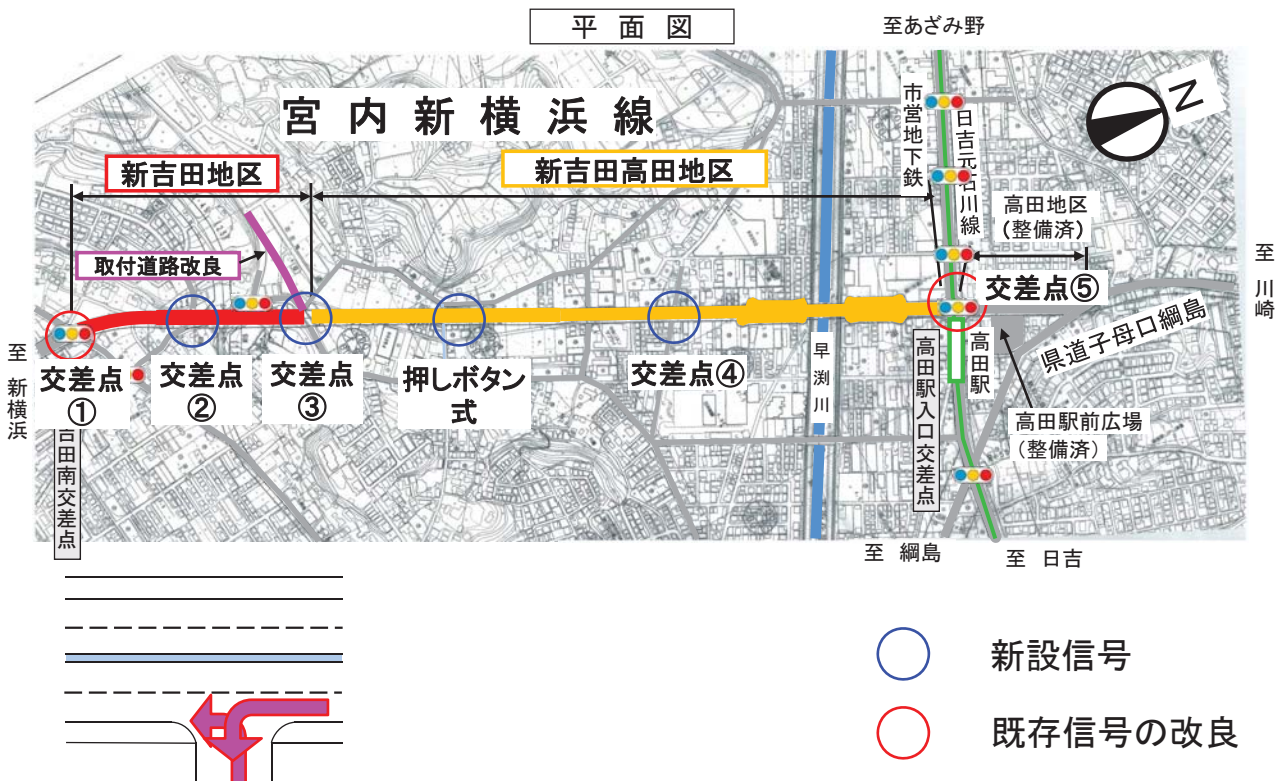 平面図
至あざみ野
宮内新横浜線
N
市営地下鉄
日吉元石川線
新吉田地区
新吉田高田地区
高田地区
(整備済)
取付道路改良
至 川崎
交差点⑤
県道子母口綱島
至 新横浜
交差点
①
交差点
②
交差点
③
押しボタン
式
交差点④
早渕川
高田駅入口交差点
高田駅
高田駅前広場
(整備済)
吉田南交差点
至 綱島
至 日吉
新設信号
既存信号の改良